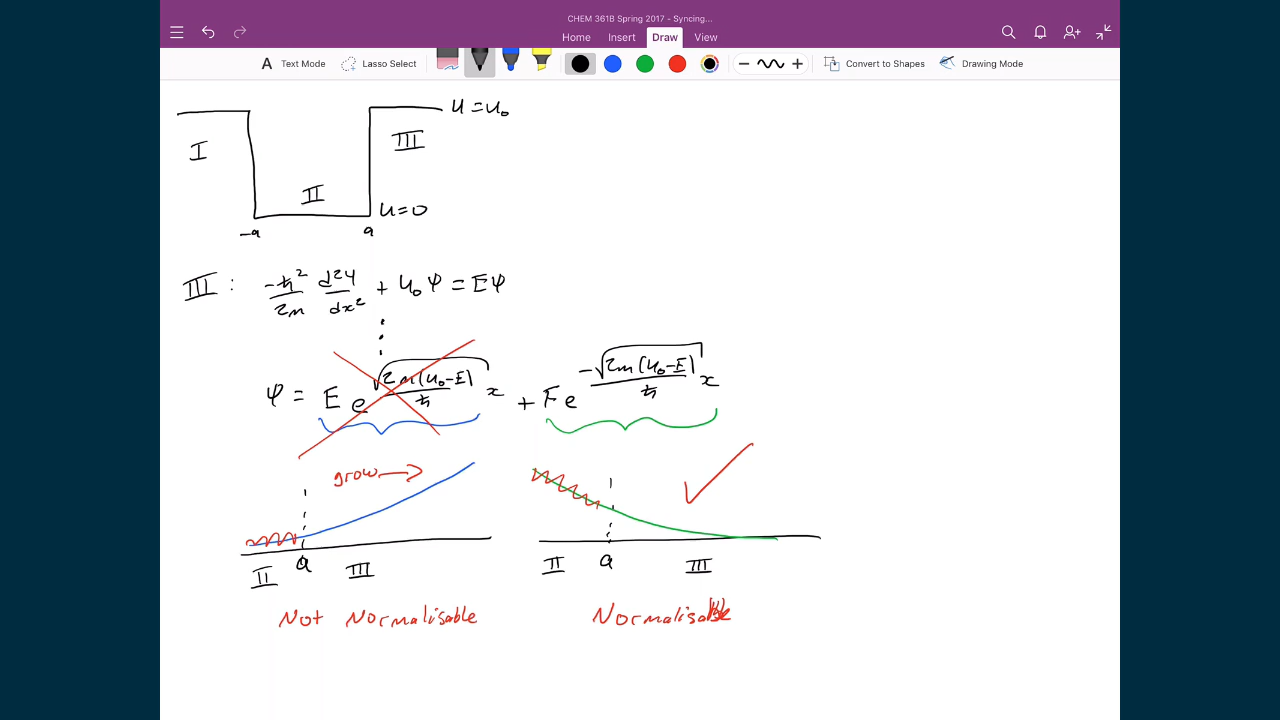 CHEM 361B Spring 2017 - Syncing...
Home Insert Draw View
Text Mode Lasso Select Convert to Shapes Drawing Mode
U = U₀
I III
II
U = 0
-a a
III : -ħ²/2m d²ψ/dx² + U₀ψ = Eψ
ψ = E e^(√(2m(U₀-E))/ħ x) + F e^(-√(2m(U₀-E))/ħ x)
grow →
II a III II a III
Not Normalisable Normalisable